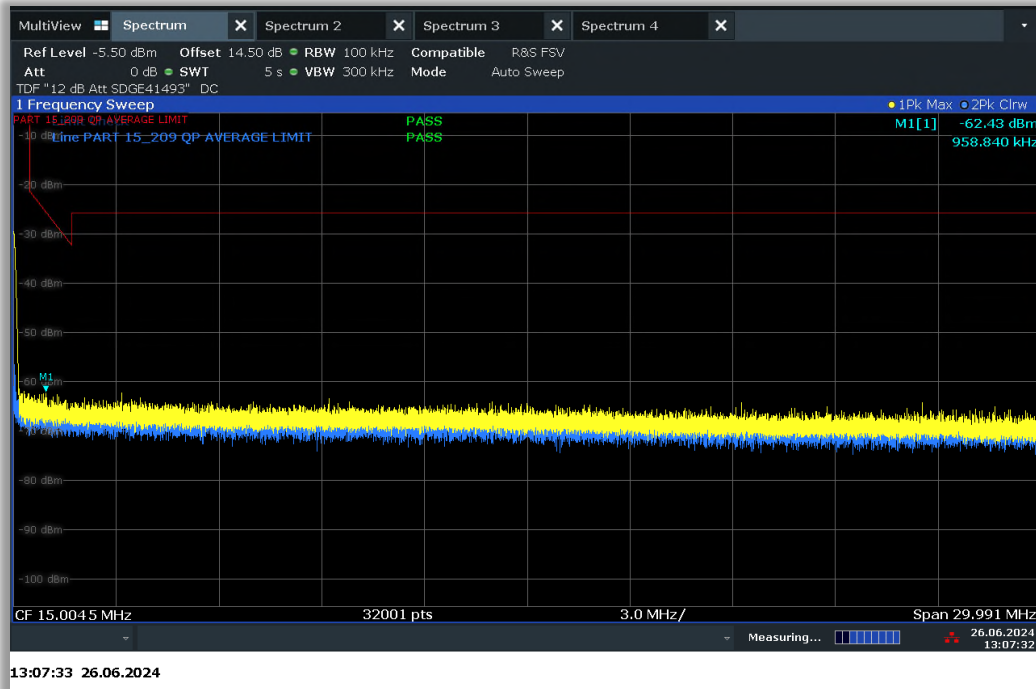 MultiView Spectrum Spectrum 2 Spectrum 3 Spectrum 4
Ref Level -5.50 dBm Offset 14.50 dB RBW 100 kHz Compatible R&S FSV
Att 0 dB SWT 5 s VBW 300 kHz Mode Auto Sweep
TDF "12 dB Att SDGE41493" DC
1 Frequency Sweep 1Pk Max 2Pk Clrw
PART 15_209 QP AVERAGE LIMIT PASS M1[1] -62.43 dBm
-10 dBm Line PART 15_209 QP AVERAGE LIMIT PASS 958.840 kHz
-20 dBm
-30 dBm
-40 dBm
-50 dBm
M1
-60 dBm
-80 dBm
-90 dBm
-100 dBm
CF 15.0045 MHz 32001 pts 3.0 MHz/ Span 29.991 MHz
Measuring... 26.06.2024
13:07:32
13:07:33 26.06.2024